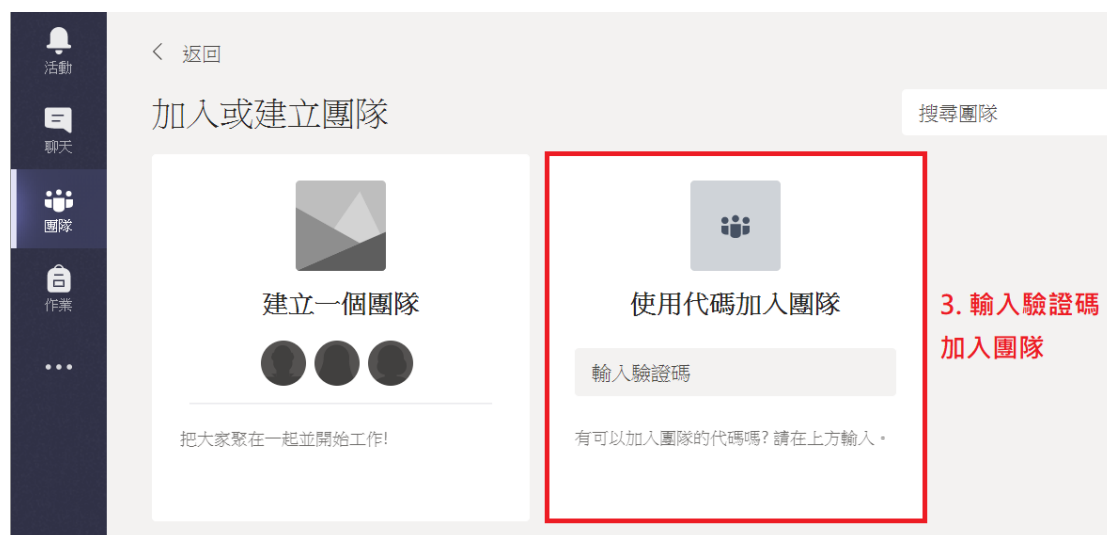 活動
聊天
團隊
作業
返回
加入或建立團隊
搜尋團隊
建立一個團隊
把大家聚在一起並開始工作!
使用代碼加入團隊
輸入驗證碼
有可以加入團隊的代碼嗎? 請在上方輸入。
3. 輸入驗證碼
加入團隊